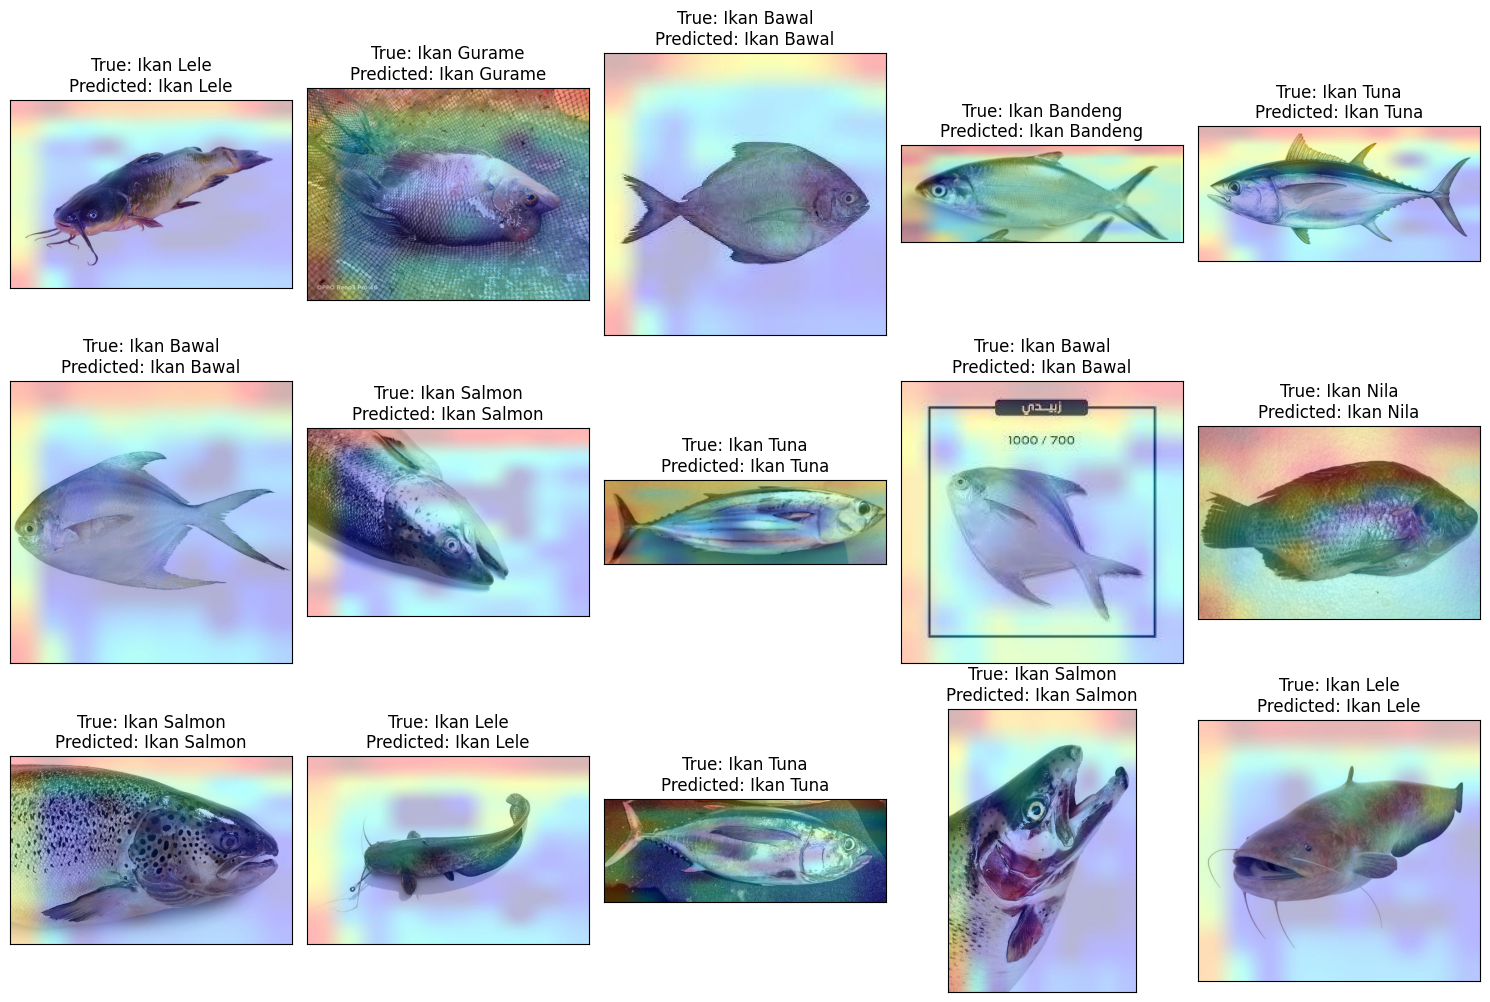 True: Ikan Lele
Predicted: Ikan Lele
True: Ikan Gurame
Predicted: Ikan Gurame
True: Ikan Bawal
Predicted: Ikan Bawal
True: Ikan Bandeng
Predicted: Ikan Bandeng
True: Ikan Tuna
Predicted: Ikan Tuna
True: Ikan Bawal
Predicted: Ikan Bawal
True: Ikan Salmon
Predicted: Ikan Salmon
True: Ikan Tuna
Predicted: Ikan Tuna
True: Ikan Bawal
Predicted: Ikan Bawal
زبيـدي
1000 / 700
True: Ikan Nila
Predicted: Ikan Nila
True: Ikan Salmon
Predicted: Ikan Salmon
True: Ikan Lele
Predicted: Ikan Lele
True: Ikan Tuna
Predicted: Ikan Tuna
True: Ikan Salmon
Predicted: Ikan Salmon
True: Ikan Lele
Predicted: Ikan Lele